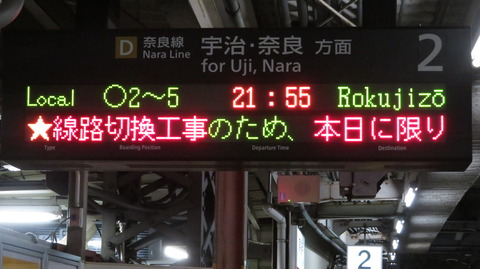 D 奈良線 宇治・奈良 方面 2
Nara Line for Uji, Nara
Local ○2～5 21:55 Rokujizō
★線路切換工事のため、本日に限り
Type Boarding Position Departure Time Destination
2